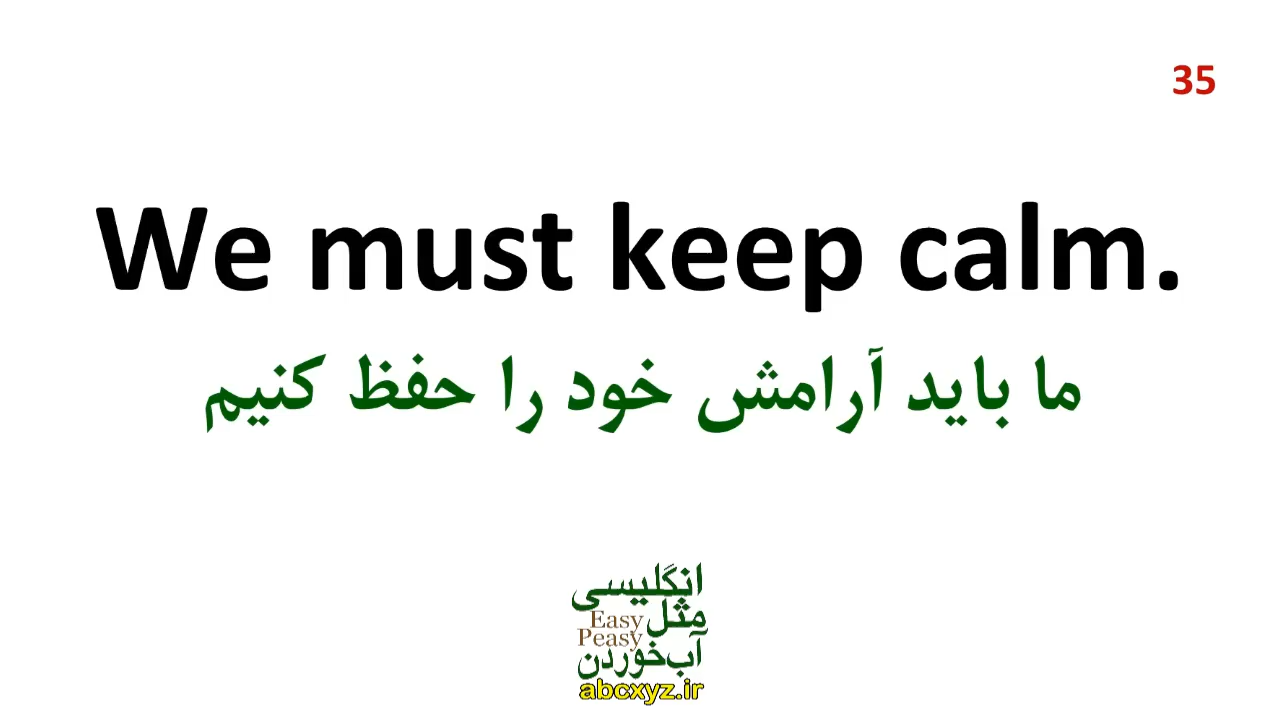 35
We must keep calm.
ما باید آرامش خود را حفظ کنیم
انگلیسی
مثل
Easy
Peasy
آب‌خوردن
abcxyz.ir